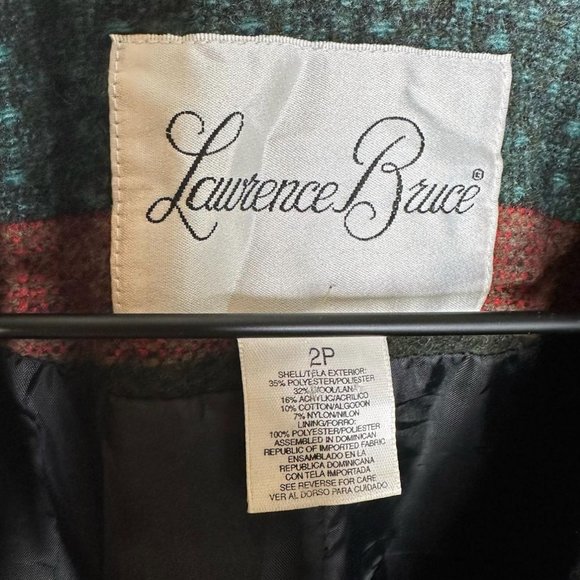 Lawrence Bruce ®
2P
SHELL/TELA EXTERIOR:
35% POLYESTER/POLIESTER
32% WOOL/LANA
16% ACRYLIC/ACRILICO
10% COTTON/ALGODON
7% NYLON/NILON
LINING/FORRO:
100% POLYESTER/POLIESTER
ASSEMBLED IN DOMINICAN
REPUBLIC OF IMPORTED FABRIC
ENSAMBLADO EN LA
REPUBLICA DOMINICANA
CON TELA IMPORTADA
SEE REVERSE FOR CARE
VER AL DORSO PARA CUIDADO